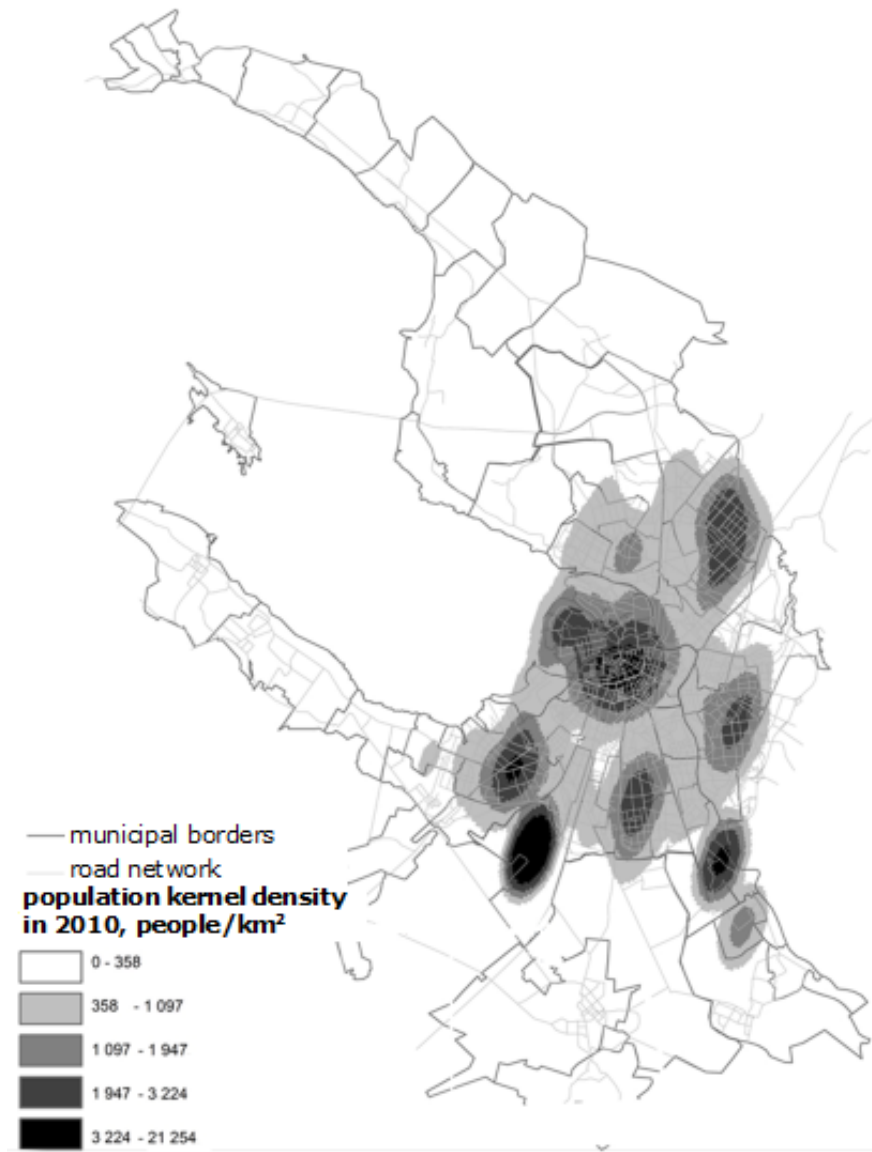 municipal borders
road network
population kernel density
in 2010, people/km²
0 - 358
358 - 1 097
1 097 - 1 947
1 947 - 3 224
3 224 - 21 254